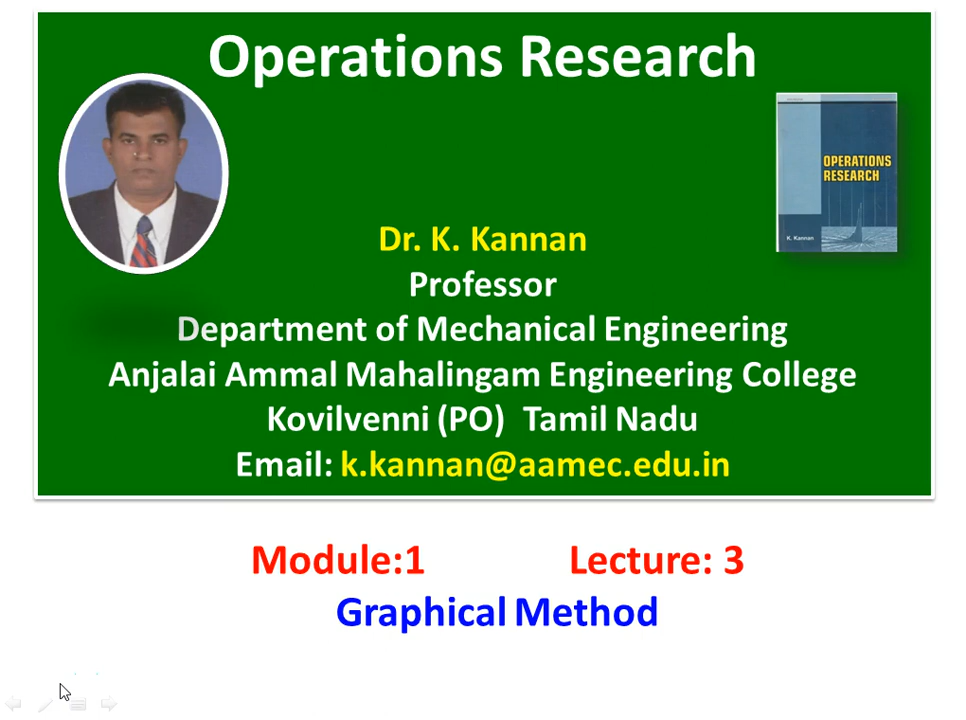 Operations Research
OPERATIONS
RESEARCH
K. Kannan
Dr. K. Kannan
Professor
Department of Mechanical Engineering
Anjalai Ammal Mahalingam Engineering College
Kovilvenni (PO) Tamil Nadu
Email: k.kannan@aamec.edu.in
Module:1 Lecture: 3
Graphical Method